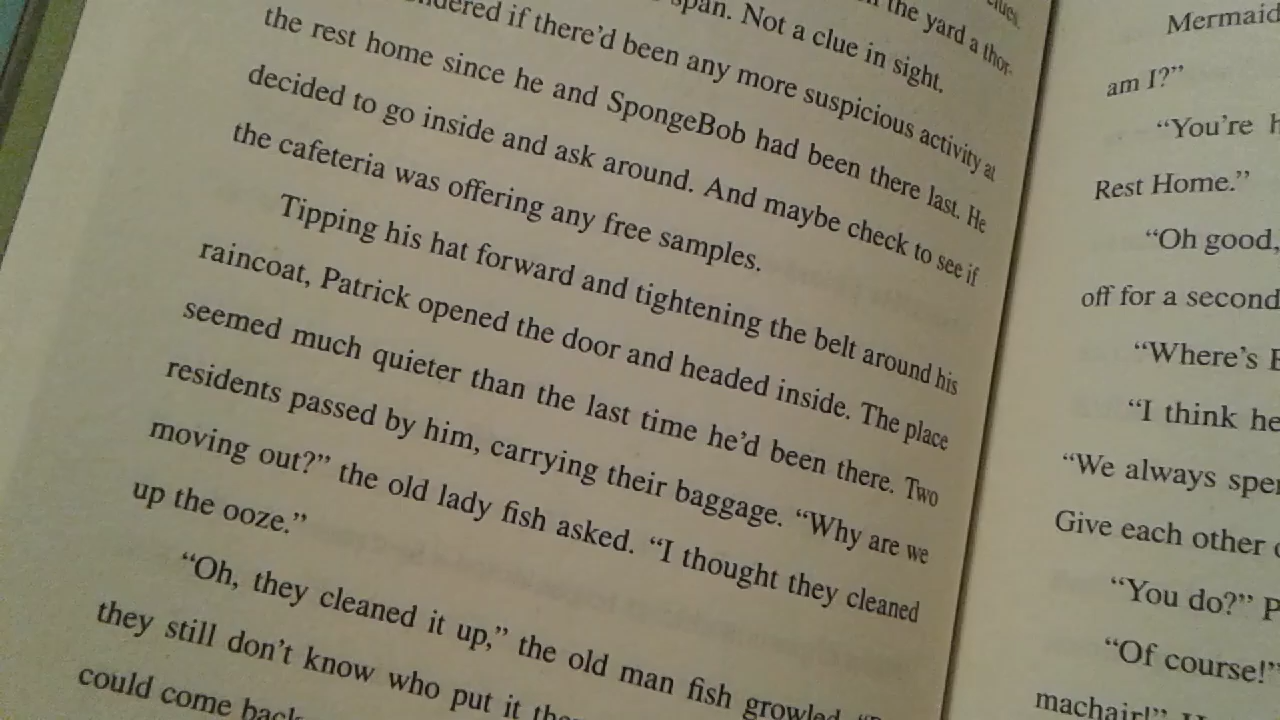 the yard a thor-
span. Not a clue in sight.
if there’d been any more suspicious activity at
the rest home since he and SpongeBob had been there last. He
decided to go inside and ask around. And maybe check to see if
the cafeteria was offering any free samples.
Tipping his hat forward and tightening the belt around his
raincoat, Patrick opened the door and headed inside. The place
seemed much quieter than the last time he’d been there. Two
residents passed by him, carrying their baggage. “Why are we
moving out?” the old lady fish asked. “I thought they cleaned
up the ooze.”
“Oh, they cleaned it up,” the old man fish growled.
they still don’t know who put it
could come back
Mermaid
am I?”
“You’re
Rest Home.”
“Oh good,
off for a second
“Where’s
“I think he
“We always
Give each other
“You do?”
“Of course!”
machair!”